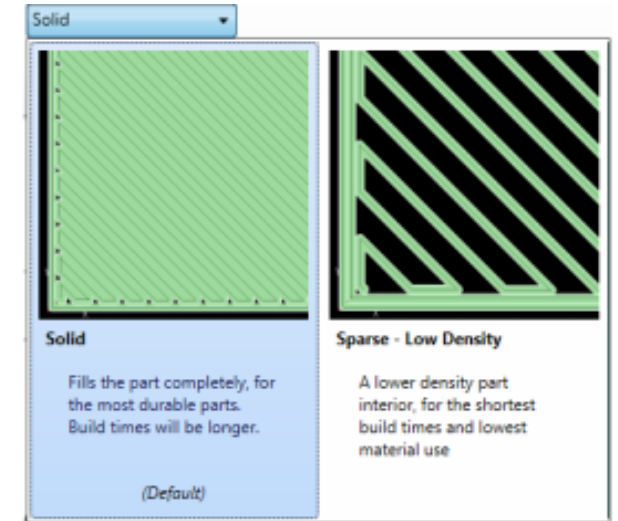 Solid
Solid
Fills the part completely, for
the most durable parts.
Build times will be longer.
(Default)
Sparse - Low Density
A lower density part
interior, for the shortest
build times and lowest
material use